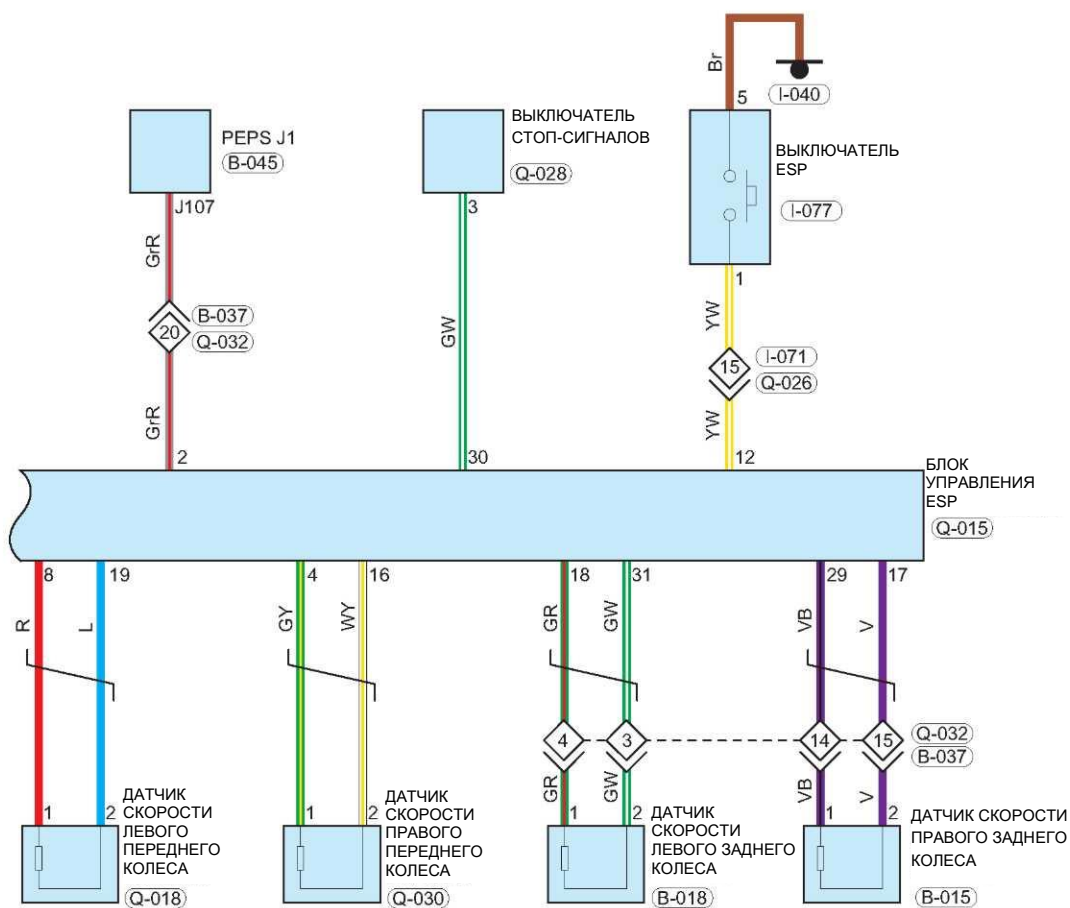 Br
5
I-040
PEPS J1
B-045
ВЫКЛЮЧАТЕЛЬ
СТОП-СИГНАЛОВ
Q-028
ВЫКЛЮЧАТЕЛЬ
ESP
I-077
J107
3
1
GrR
GW
YW
20
B-037
Q-032
15
I-071
Q-026
GrR
YW
2
30
12
БЛОК
УПРАВЛЕНИЯ
ESP
Q-015
8
19
4
16
18
31
29
17
R
L
GY
WY
GR
GW
VB
V
4
3
14
15
Q-032
B-037
GR
GW
VB
V
1
2
ДАТЧИК
СКОРОСТИ
ЛЕВОГО
ПЕРЕДНЕГО
КОЛЕСА
Q-018
1
2
ДАТЧИК
СКОРОСТИ
ПРАВОГО
ПЕРЕДНЕГО
КОЛЕСА
Q-030
1
2
ДАТЧИК
СКОРОСТИ
ЛЕВОГО ЗАДНЕГО
КОЛЕСА
B-018
1
2
ДАТЧИК СКОРОСТИ
ПРАВОГО ЗАДНЕГО
КОЛЕСА
B-015